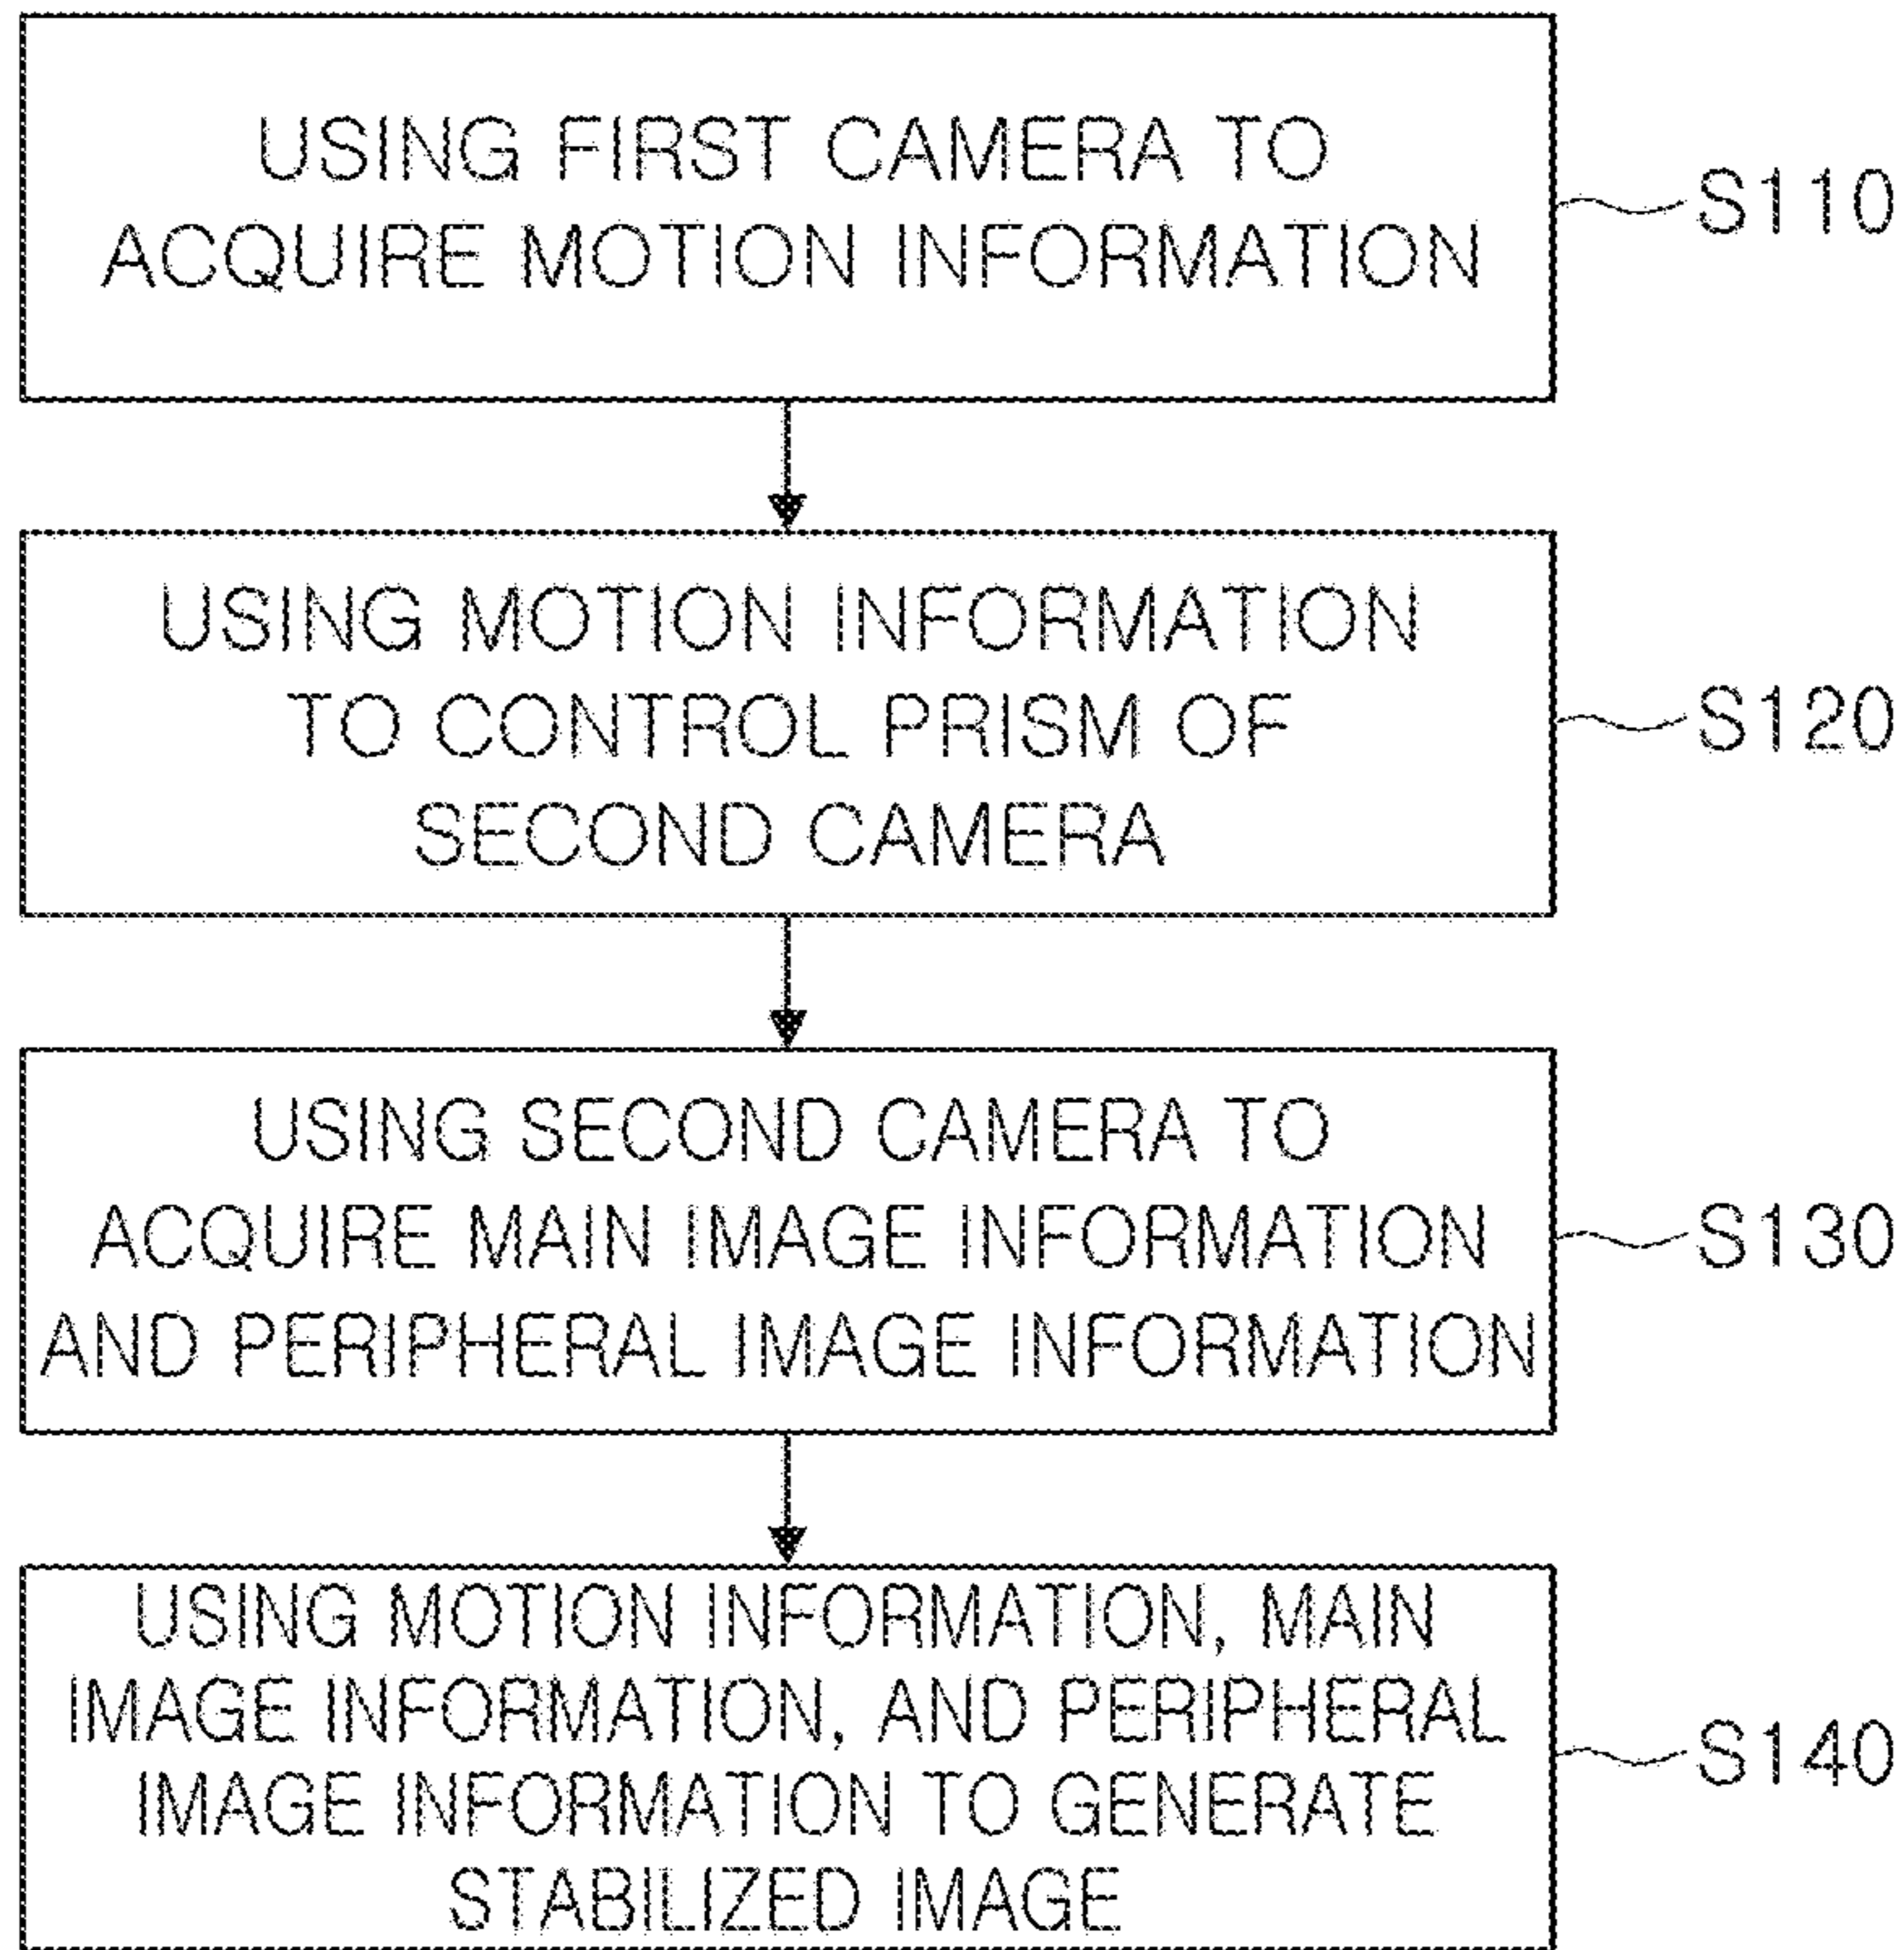 USING FIRST CAMERA TO
ACQUIRE MOTION INFORMATION
S110
USING MOTION INFORMATION
TO CONTROL PRISM OF
SECOND CAMERA
S120
USING SECOND CAMERA TO
ACQUIRE MAIN IMAGE INFORMATION
AND PERIPHERAL IMAGE INFORMATION
S130
USING MOTION INFORMATION, MAIN
IMAGE INFORMATION, AND PERIPHERAL
IMAGE INFORMATION TO GENERATE
STABILIZED IMAGE
S140